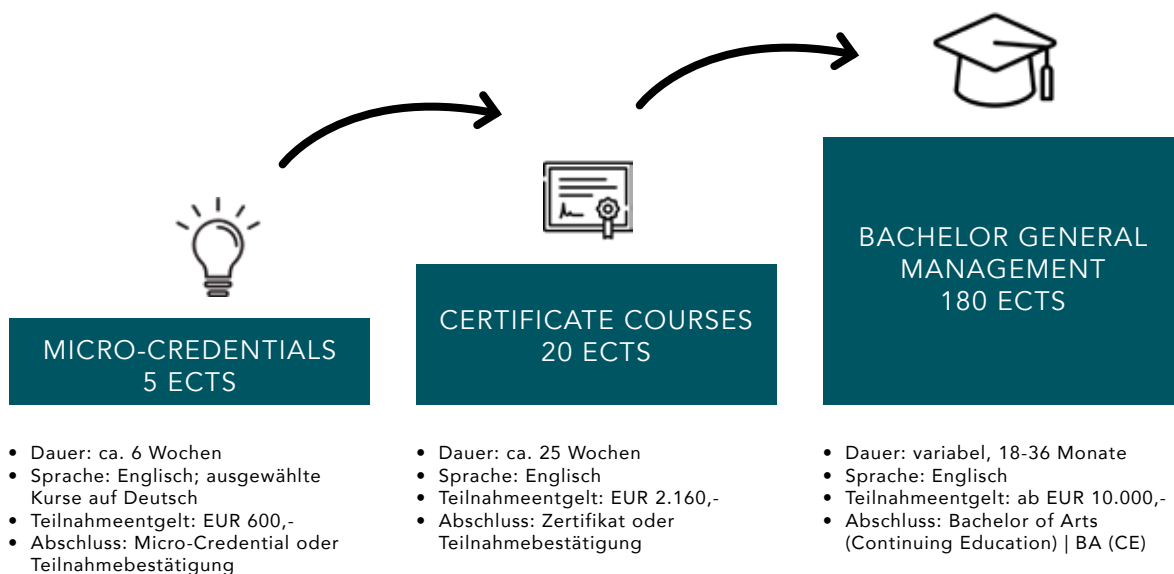 MICRO-CREDENTIALS
5 ECTS
• Dauer: ca. 6 Wochen
• Sprache: Englisch; ausgewählte
Kurse auf Deutsch
• Teilnahmeentgelt: EUR 600,-
• Abschluss: Micro-Credential oder
Teilnahmebestätigung
CERTIFICATE COURSES
20 ECTS
• Dauer: ca. 25 Wochen
• Sprache: Englisch
• Teilnahmeentgelt: EUR 2.160,-
• Abschluss: Zertifikat oder
Teilnahmebestätigung
BACHELOR GENERAL
MANAGEMENT
180 ECTS
• Dauer: variabel, 18-36 Monate
• Sprache: Englisch
• Teilnahmeentgelt: ab EUR 10.000,-
• Abschluss: Bachelor of Arts
(Continuing Education) | BA (CE)